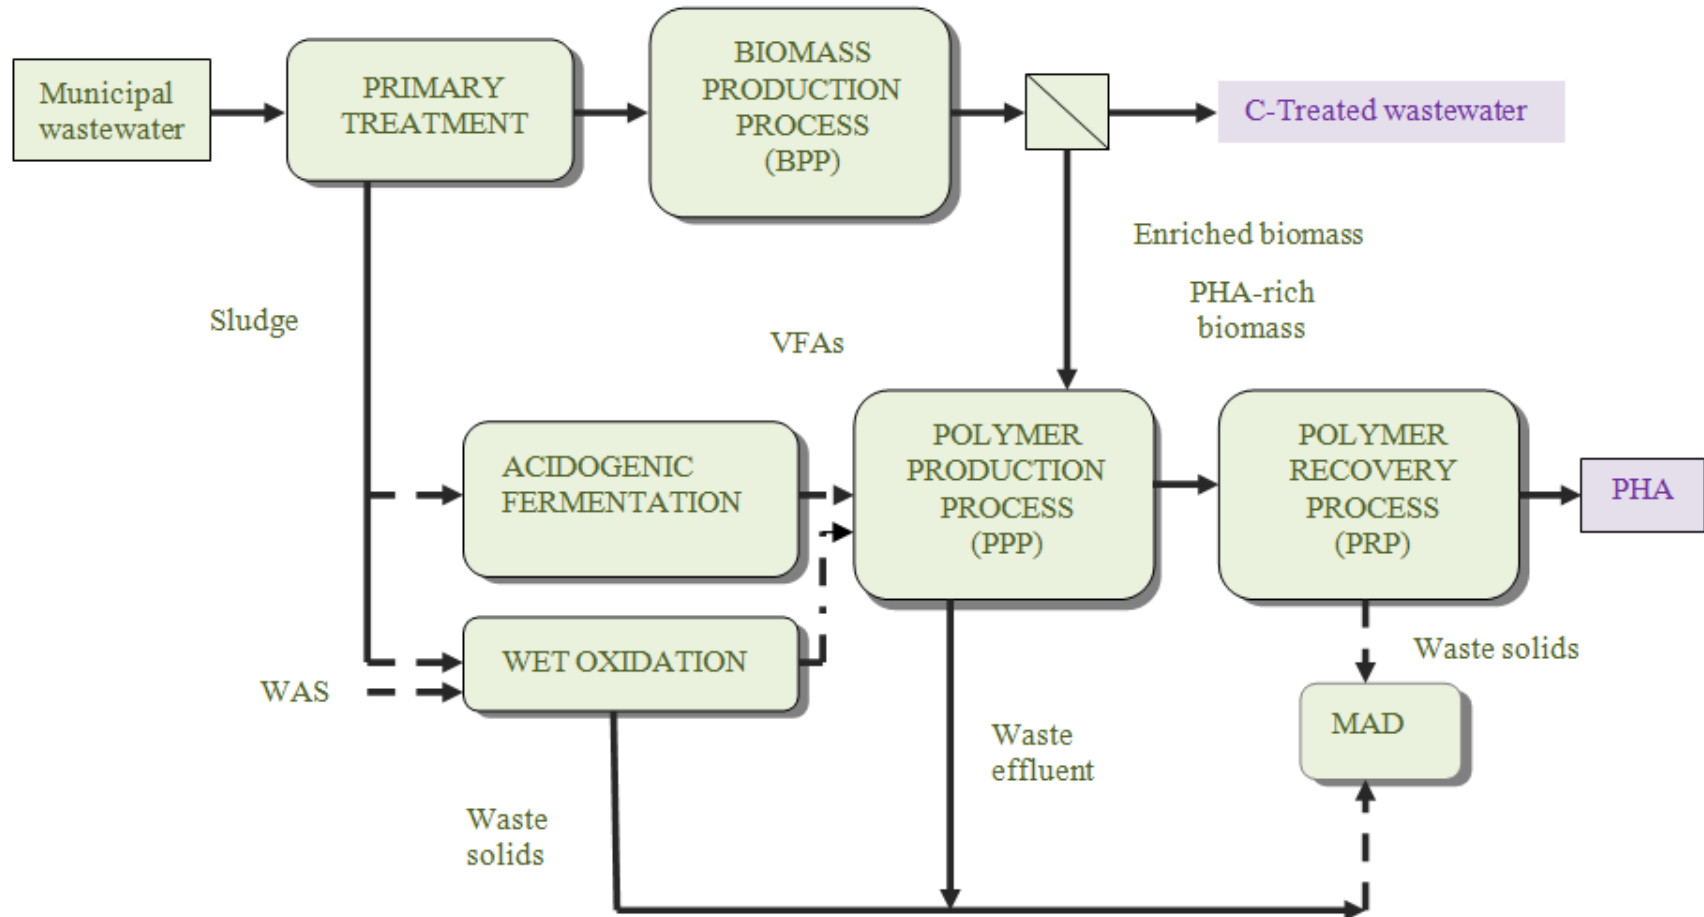 Municipal
wastewater
PRIMARY
TREATMENT
BIOMASS
PRODUCTION
PROCESS
(BPP)
C-Treated wastewater
Enriched biomass
PHA-rich
biomass
Sludge
VFAs
ACIDOGENIC
FERMENTATION
POLYMER
PRODUCTION
PROCESS
(PPP)
POLYMER
RECOVERY
PROCESS
(PRP)
PHA
WET OXIDATION
WAS
Waste solids
MAD
Waste
effluent
Waste
solids